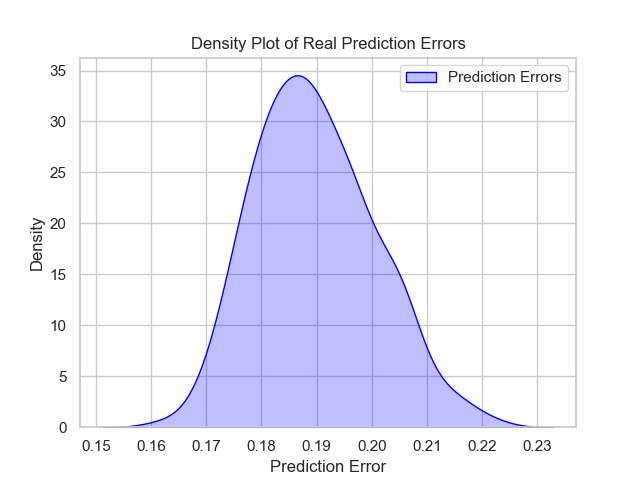 Density Plot of Real Prediction Errors
Prediction Errors
35
30
25
20
15
10
5
0
Density
0.15 0.16 0.17 0.18 0.19 0.20 0.21 0.22 0.23
Prediction Error